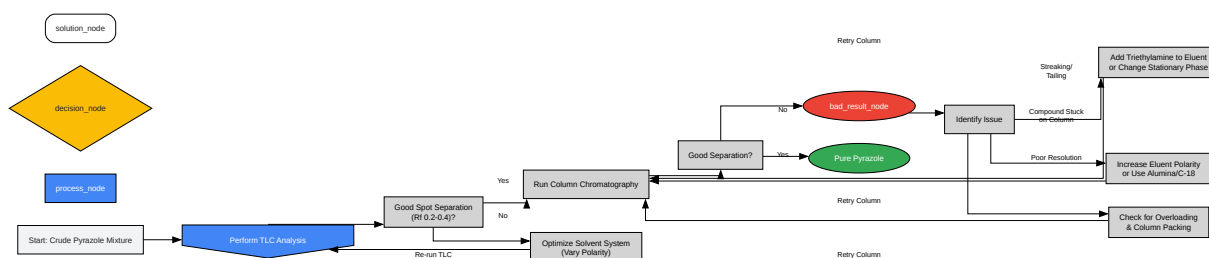 solution_node
decision_node
process_node
Start: Crude Pyrazole Mixture
Perform TLC Analysis
Good Spot Separation
(Rf 0.2-0.4)?
Yes
No
Optimize Solvent System
(Vary Polarity)
Re-run TLC
Run Column Chromatography
Good Separation?
No
Yes
bad_result_node
Pure Pyrazole
Retry Column
Retry Column
Retry Column
Identify Issue
Streaking/
Tailing
Compound Stuck
on Column
Poor Resolution
Add Triethylamine to Eluent
or Change Stationary Phase
Increase Eluent Polarity
or Use Alumina/C-18
Check for Overloading
& Column Packing